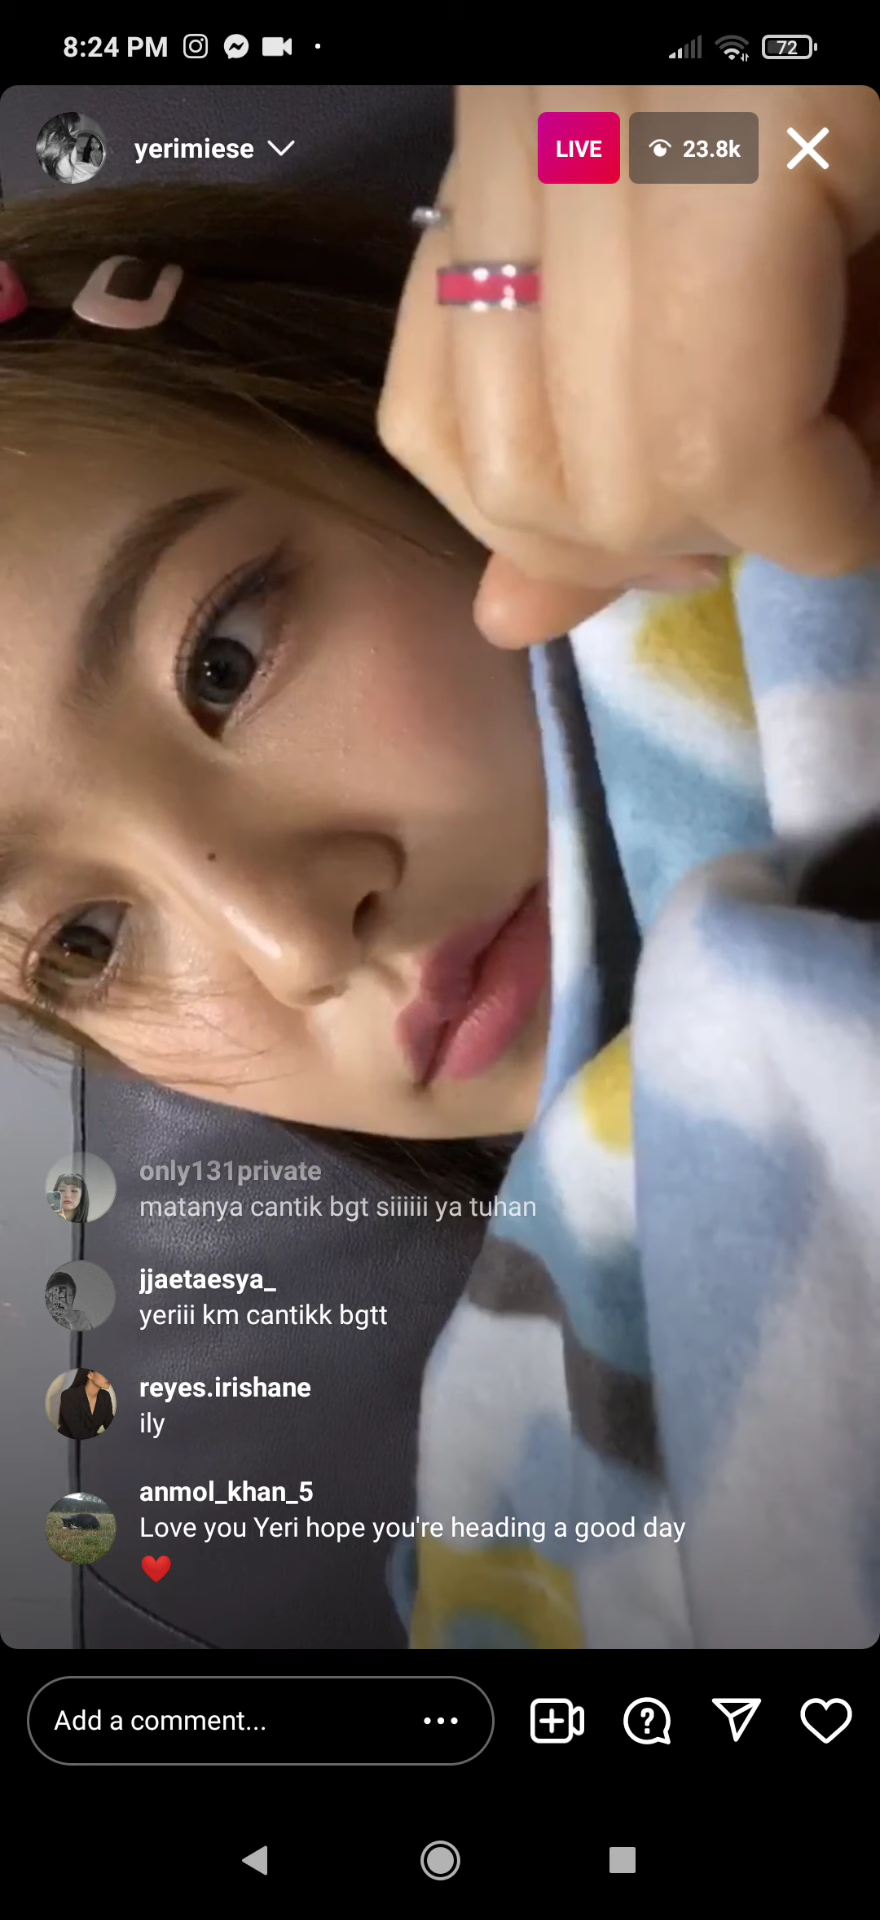 8:24 PM
72
yerimiese
LIVE
23.8k
only131private
matanya cantik bgt siiiiii ya tuhan
jjaetaesya_
yeriii km cantikk bgtt
reyes.irishane
ily
anmol_khan_5
Love you Yeri hope you're heading a good day
❤️
Add a comment...